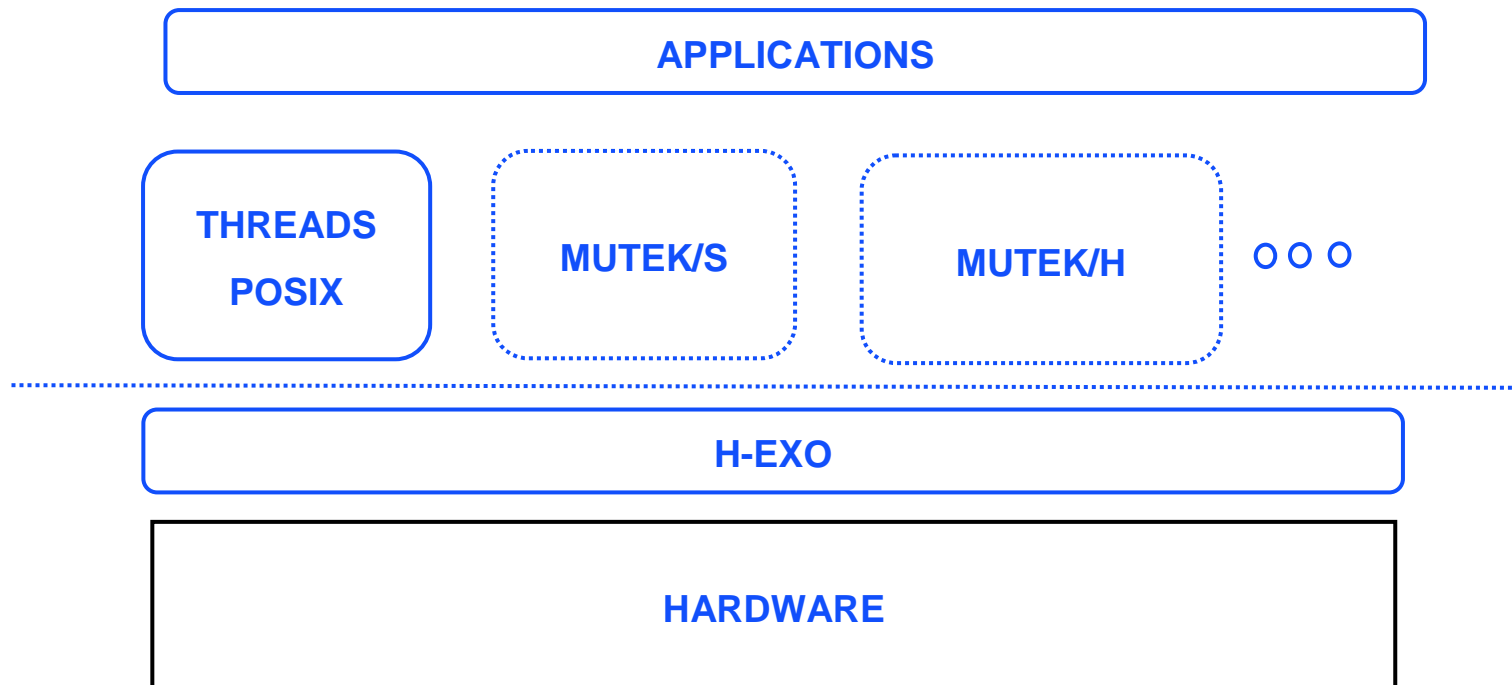 APPLICATIONS
THREADS
POSIX
MUTEK/S
MUTEK/H
H-EXO
HARDWARE